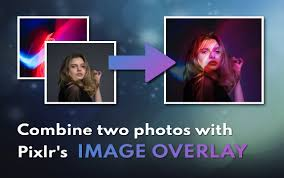 Combine two photos with
Pixlr's IMAGE OVERLAY